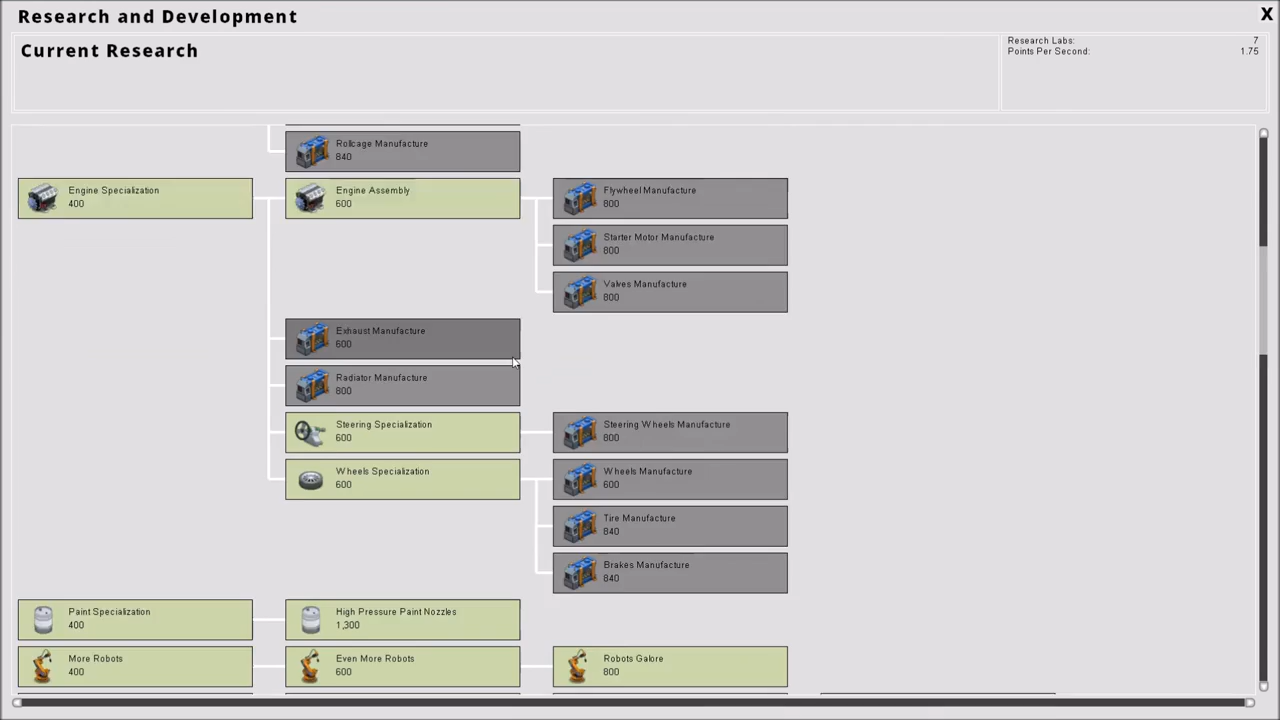 Research and Development
X
Current Research
Research Labs: 7
Points Per Second: 1.75
Rollcage Manufacture
840
Engine Specialization
400
Engine Assembly
600
Flywheel Manufacture
800
Starter Motor Manufacture
800
Valves Manufacture
800
Exhaust Manufacture
600
Radiator Manufacture
800
Steering Specialization
600
Steering Wheels Manufacture
800
Wheels Specialization
600
Wheels Manufacture
600
Tire Manufacture
840
Brakes Manufacture
840
Paint Specialization
400
High Pressure Paint Nozzles
1,300
More Robots
400
Even More Robots
600
Robots Galore
800